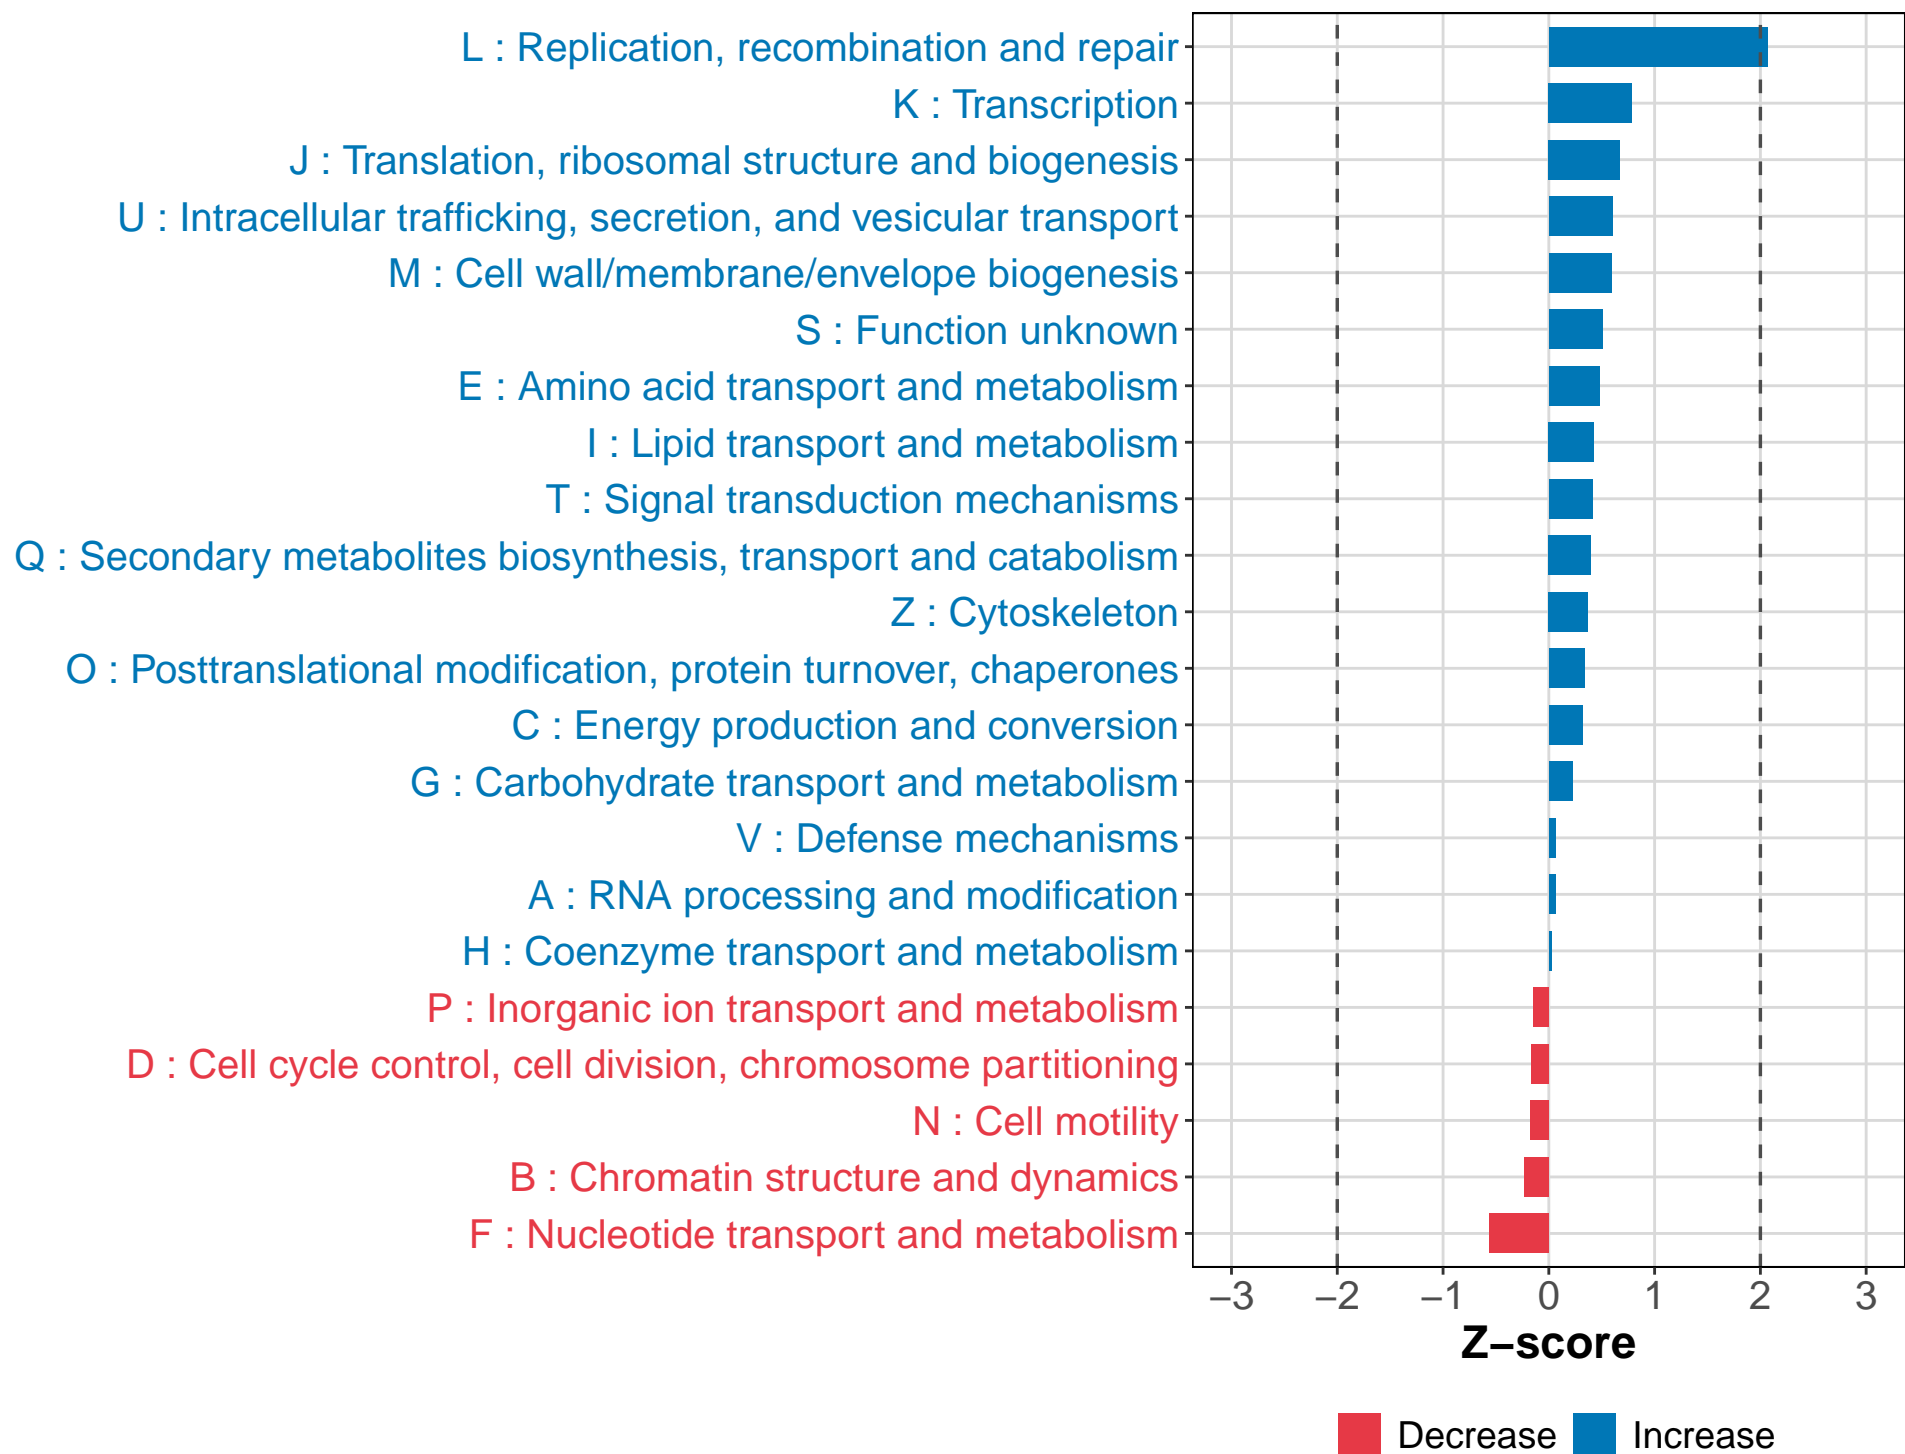 L : Replication, recombination and repair
K : Transcription
J : Translation, ribosomal structure and biogenesis
U : Intracellular trafficking, secretion, and vesicular transport
M : Cell wall/membrane/envelope biogenesis
S : Function unknown
E : Amino acid transport and metabolism
I : Lipid transport and metabolism
T : Signal transduction mechanisms
Q : Secondary metabolites biosynthesis, transport and catabolism
Z : Cytoskeleton
O : Posttranslational modification, protein turnover, chaperones
C : Energy production and conversion
G : Carbohydrate transport and metabolism
V : Defense mechanisms
A : RNA processing and modification
H : Coenzyme transport and metabolism
P : Inorganic ion transport and metabolism
D : Cell cycle control, cell division, chromosome partitioning
N : Cell motility
B : Chromatin structure and dynamics
F : Nucleotide transport and metabolism
−3 −2 −1 0 1 2 3
Z−score
Decrease Increase